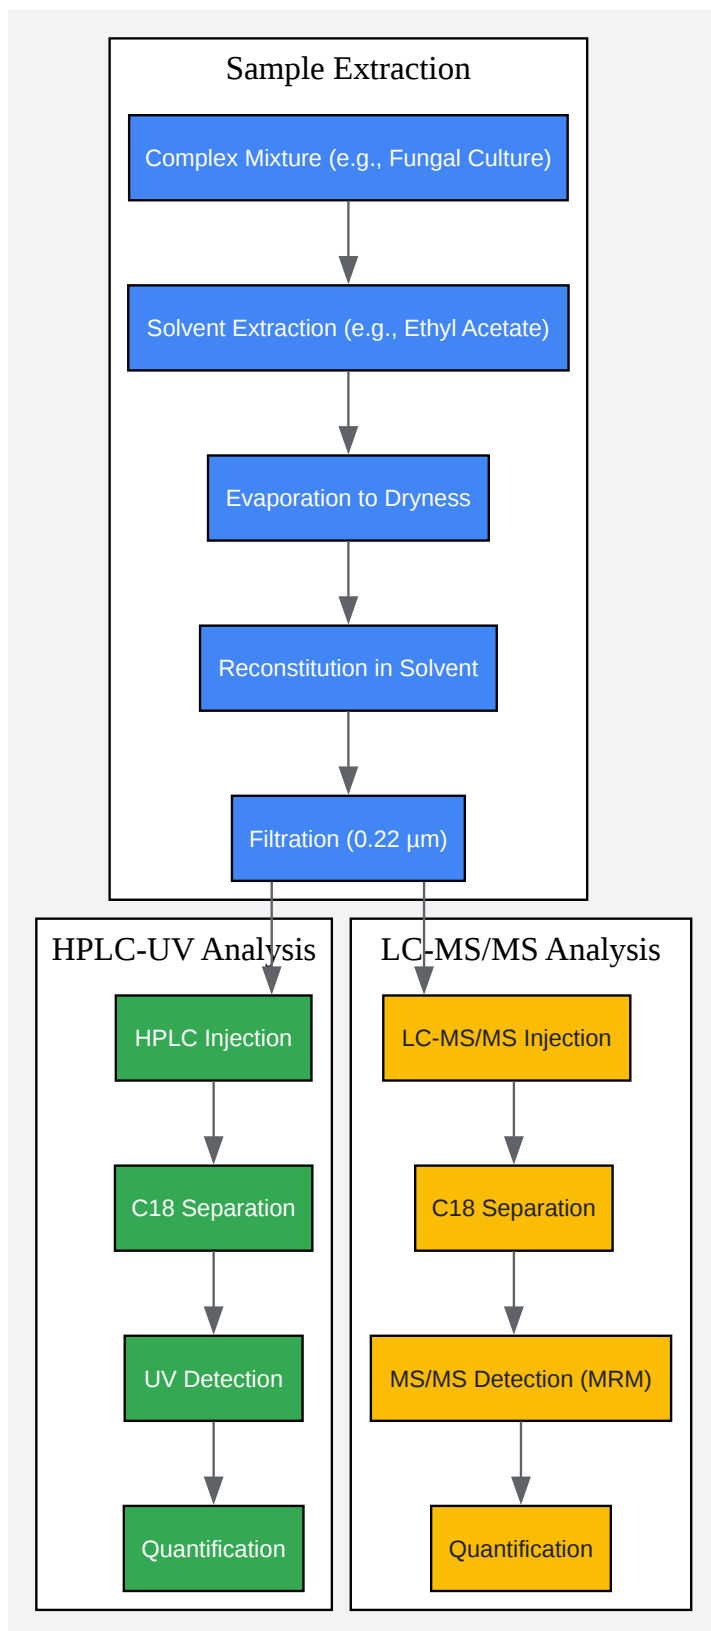 Sample Extraction
Complex Mixture (e.g., Fungal Culture)
Solvent Extraction (e.g., Ethyl Acetate)
Evaporation to Dryness
Reconstitution in Solvent
Filtration (0.22 µm)
HPLC-UV Analysis
HPLC Injection
C18 Separation
UV Detection
Quantification
LC-MS/MS Analysis
LC-MS/MS Injection
C18 Separation
MS/MS Detection (MRM)
Quantification